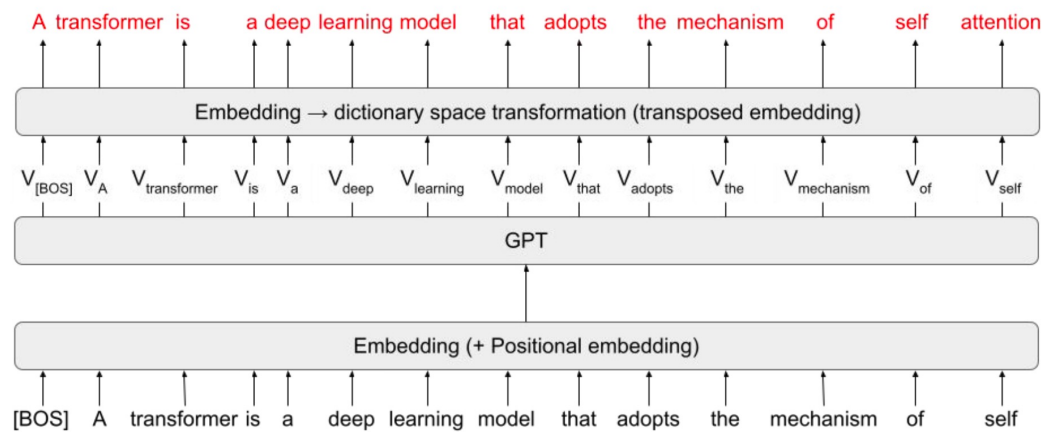 A transformer is a deep learning model that adopts the mechanism of self attention
Embedding → dictionary space transformation (transposed embedding)
V[BOS] VA Vtransformer Vis Va Vdeep Vlearning Vmodel Vthat Vadopts Vthe Vmechanism Vof Vself
GPT
Embedding (+ Positional embedding)
[BOS] A transformer is a deep learning model that adopts the mechanism of self